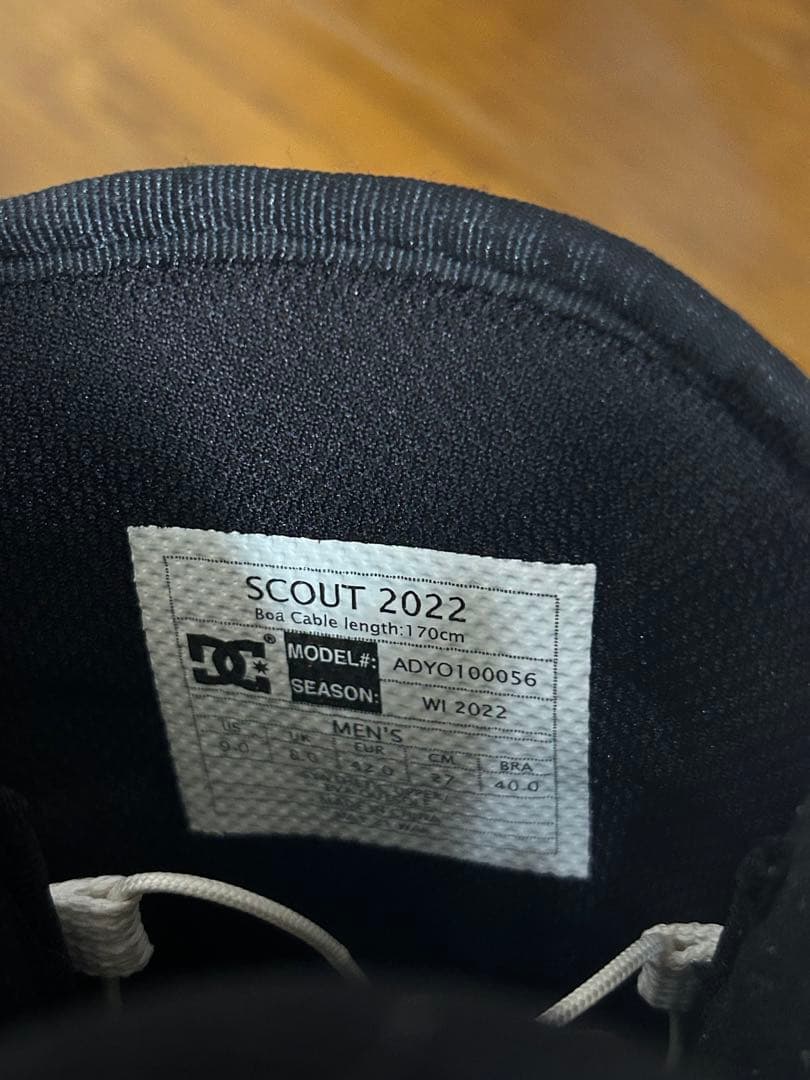 SCOUT 2022
Boa Cable length:170cm
DC®
MODEL#: ADYO100056
SEASON: WI 2022
MEN'S
US UK EUR CM BRA
9.0 8.0 42.0 27 40.0